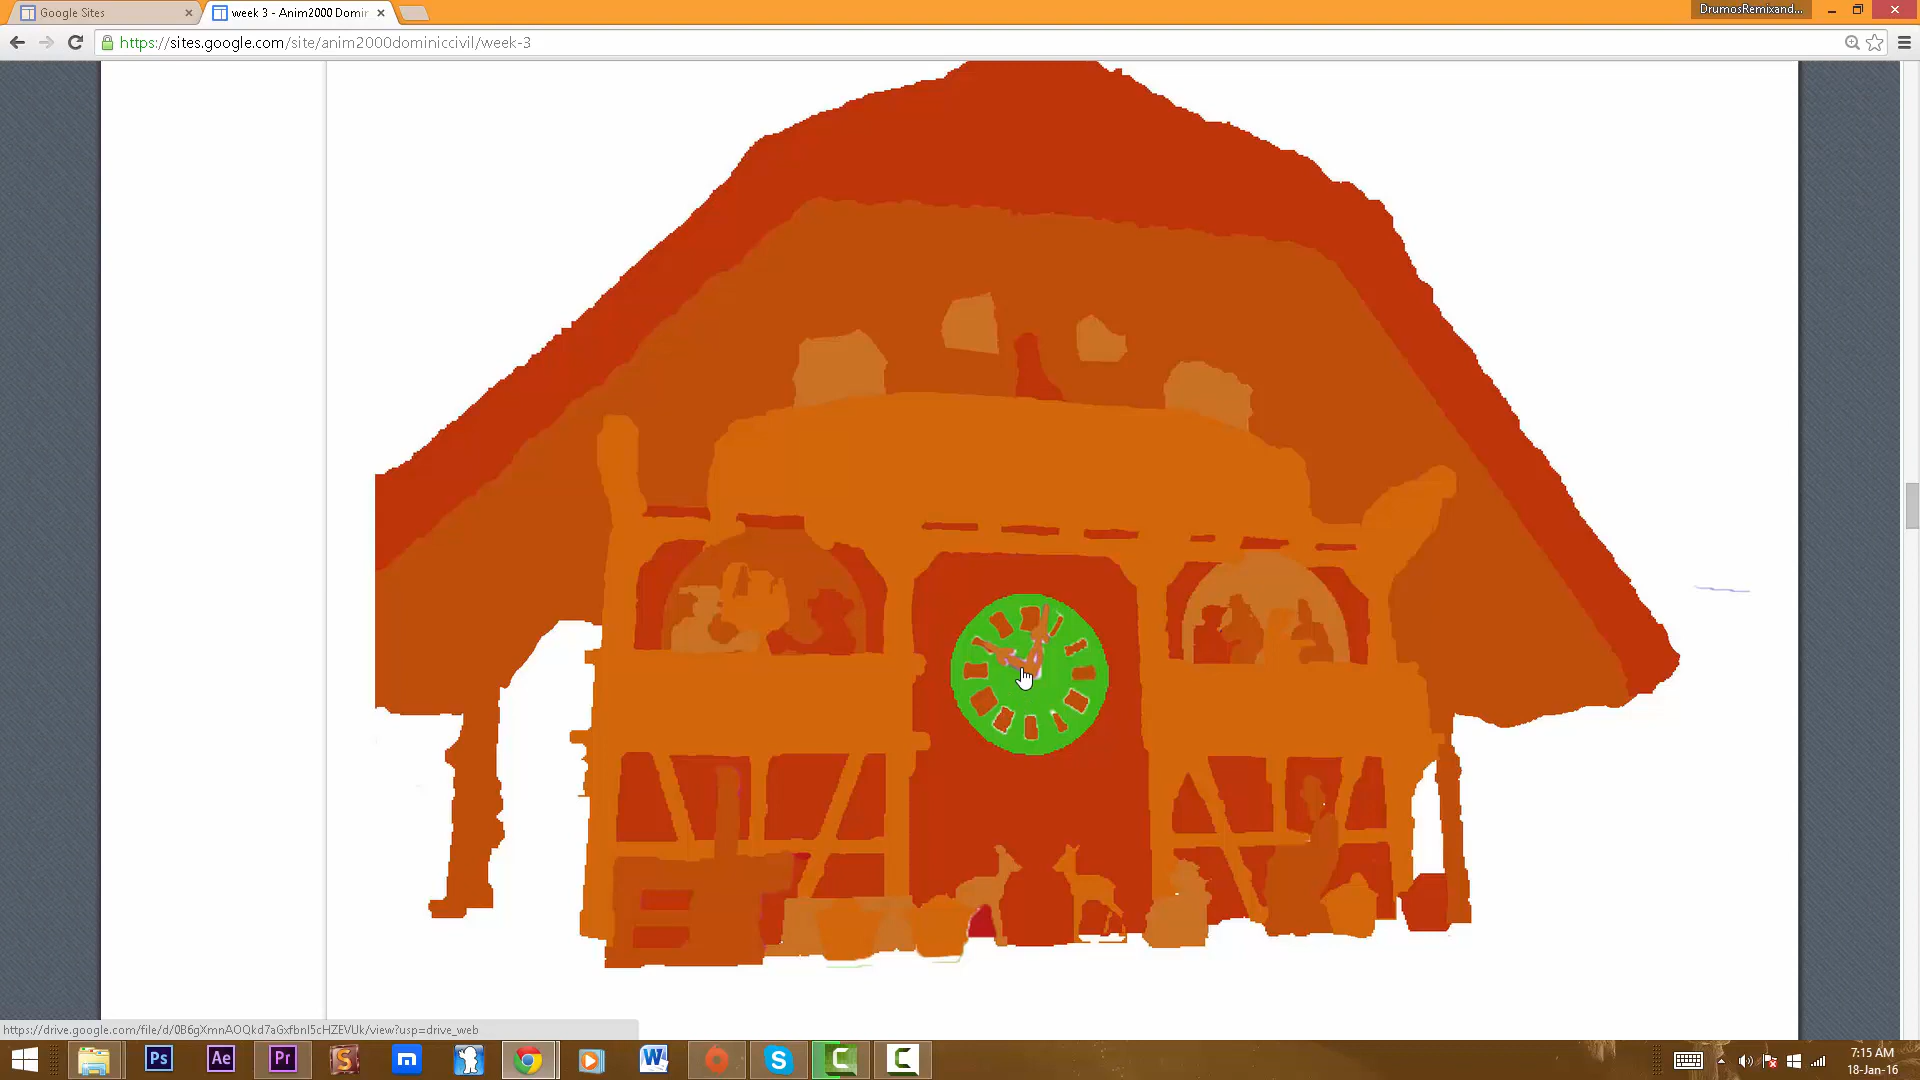 Google Sites
week 3 - Anim2000 Domir
DrumosRemixand...
https://sites.google.com/site/anim2000dominiccivil/week-3
https://drive.google.com/file/d/0B6gXmnAOQkd7aGxfbnI5cHZEVUk/view?usp=drive_web
Ps
Ae
Pr
S
m
W
S
C
C
7:15 AM
18-Jan-16